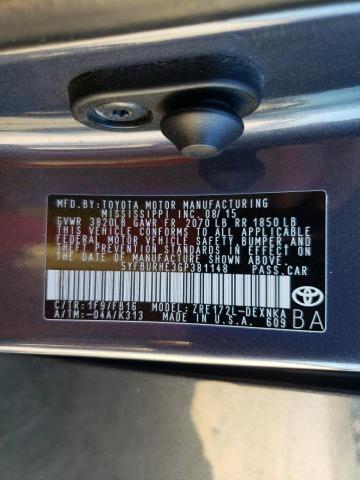 MFD.BY:TOYOTA MOTOR MANUFACTURING
MISSISSIPPI INC. 08/15
GVWR 3820LB GAWR FR 2070 LB RR 1850LB
THIS VEHICLE CONFORMS TO ALL APPLICABLE
FEDERAL MOTOR VEHICLE SAFETY, BUMPER, AND
THEFT PREVENTION STANDARDS IN EFFECT ON
THE DATE OF MANUFACTURE SHOWN ABOVE.
5YFBURHE3GP381148 PASS.CAR
C/TR:1F9/FB16 MODEL:ZRE172L-DEXNKA
A/TM:-04A/K313 MADE IN U.S.A. 609
BA